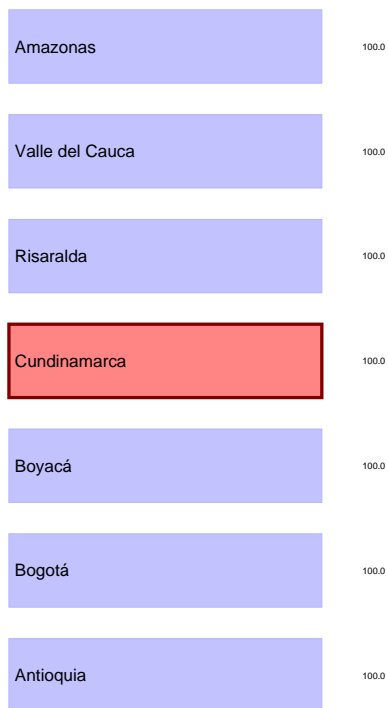 Amazonas 100.0
Valle del Cauca 100.0
Risaralda 100.0
Cundinamarca 100.0
Boyacá 100.0
Bogotá 100.0
Antioquia 100.0